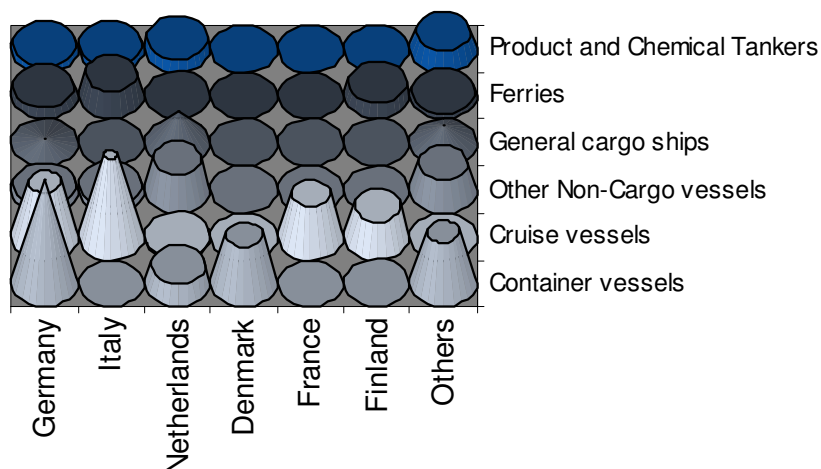 Product and Chemical Tankers
Ferries
General cargo ships
Other Non-Cargo vessels
Cruise vessels
Container vessels
Germany
Italy
Netherlands
Denmark
France
Finland
Others